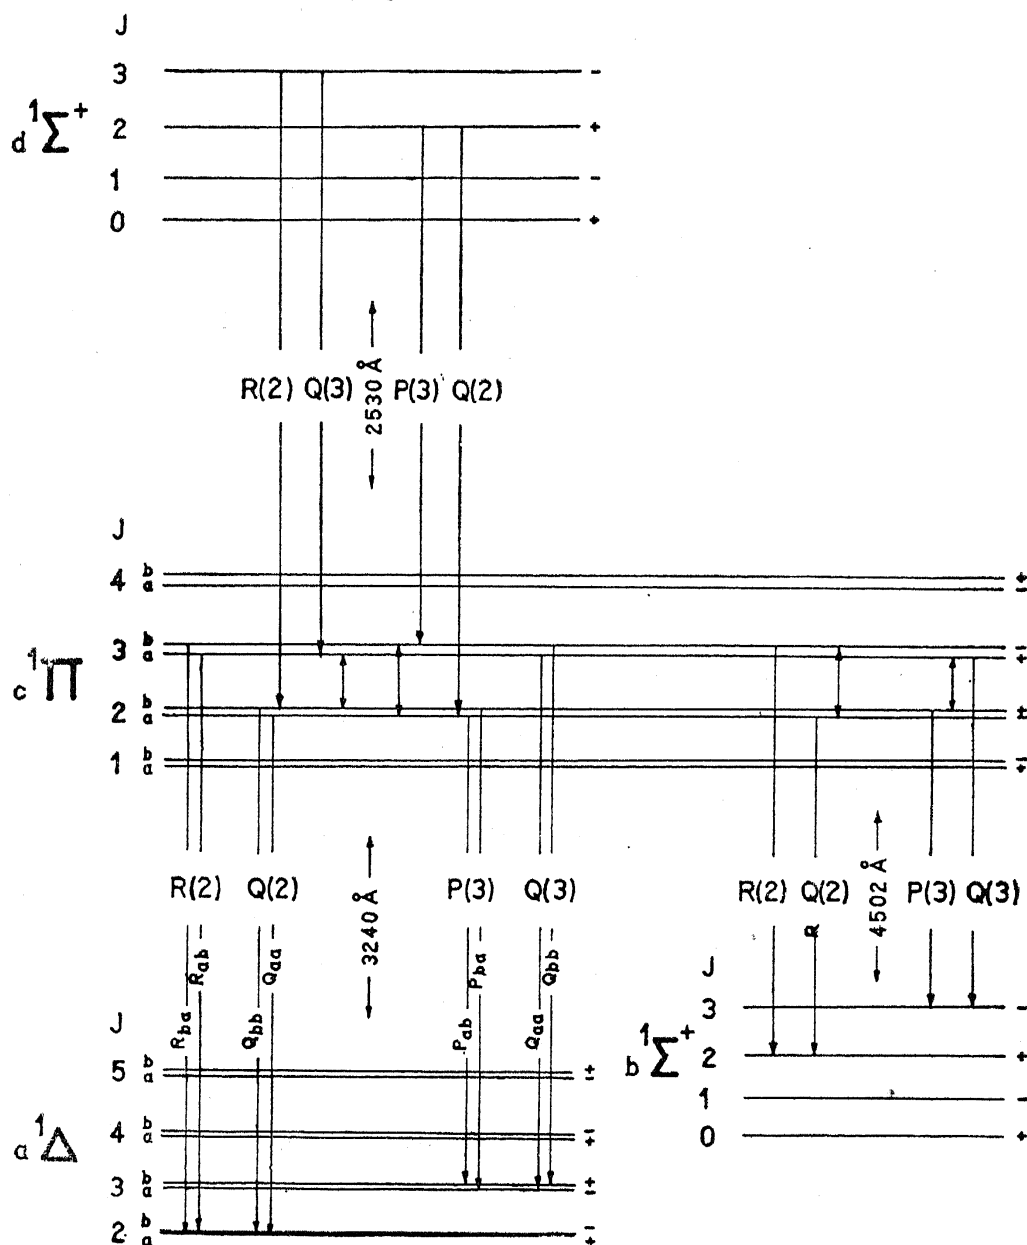 J
3 -
d ¹Σ⁺
2 +
1 -
0 +
R(2) Q(3) 2530 Å P(3) Q(2)
J
4 b a + -
3 b a - +
c ¹Π
2 b a + -
1 b a - +
R(2) Q(2) 3240 Å P(3) Q(3)
R(2) Q(2) 4502 Å P(3) Q(3)
R
R_ba R_ab Q_bb Q_aa P_ab P_ba Q_aa Q_bb
J
5 b a + -
4 b a - +
a ¹Δ
3 b a + -
2 b a - +
J
3 -
b ¹Σ⁺
2 +
1 -
0 +